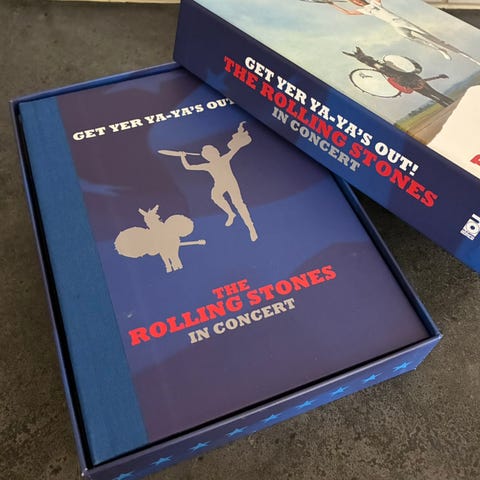 GET YER YA-YA'S OUT!
THE ROLLING STONES
IN CONCERT
GET YER YA-YA'S OUT
THE
ROLLING STONES
IN CONCERT